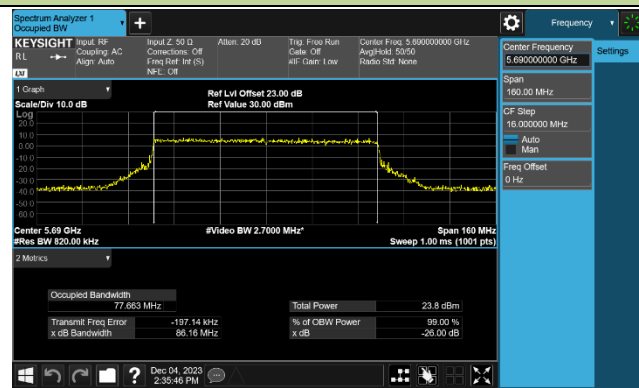 Spectrum Analyzer 1
Occupied BW
Frequency
KEYSIGHT
RL
LXI
Input: RF
Coupling: AC
Align: Auto
Input Z: 50 Ω
Corrections: Off
Freq Ref: Int (S)
NFE: Off
Atten: 20 dB
Trig: Free Run
Gate: Off
#IF Gain: Low
Center Freq: 5.690000000 GHz
Avg|Hold: 50/50
Radio Std: None
Center Frequency
5.690000000 GHz
Settings
Span
160.00 MHz
CF Step
16.000000 MHz
Auto
Man
Freq Offset
0 Hz
1 Graph
Scale/Div 10.0 dB
Ref Lvl Offset 23.00 dB
Ref Value 30.00 dBm
Log
20.0
10.0
0.00
-10.0
-20.0
-30.0
-40.0
-50.0
-60.0
Center 5.69 GHz
#Res BW 820.00 kHz
#Video BW 2.7000 MHz*
Span 160 MHz
Sweep 1.00 ms (1001 pts)
2 Metrics
Occupied Bandwidth
77.663 MHz
Total Power 23.8 dBm
Transmit Freq Error -197.14 kHz
% of OBW Power 99.00 %
x dB Bandwidth 86.16 MHz
x dB -26.00 dB
Dec 04, 2023
2:35:46 PM